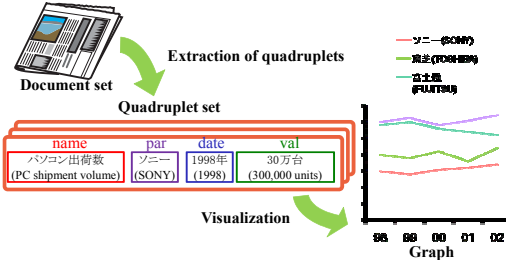 Document set
Extraction of quadruplets
Quadruplet set
name par date val
パソコン出荷数 ソニー 1998年 30万台
(PC shipment volume) (SONY) (1998) (300,000 units)
Visualization
ソニー(SONY)
東芝(TOSHIBA)
富士通
(FUJITSU)
98 99 00 01 02
Graph